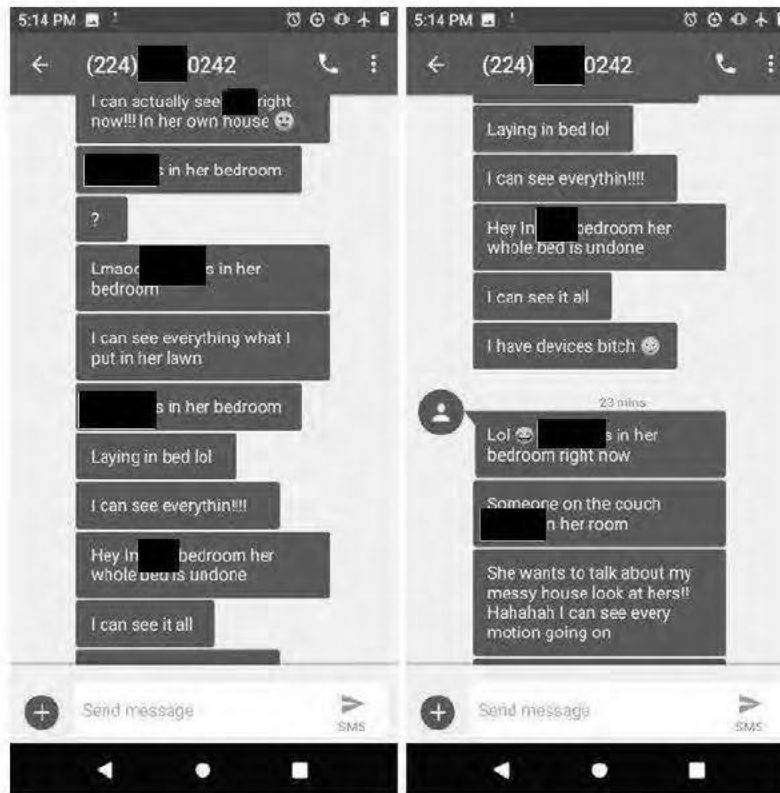 5:14 PM
(224) 0242
I can actually see right
now!!! In her own house
s in her bedroom
?
Lmao s in her
bedroom
I can see everything what I
put in her lawn
s in her bedroom
Laying in bed lol
I can see everythin!!!!
Hey In bedroom her
whole bed is undone
I can see it all
Send message
SMS
5:14 PM
(224) 0242
Laying in bed lol
I can see everythin!!!!
Hey In bedroom her
whole bed is undone
I can see it all
I have devices bitch
23 mins
Lol s in her
bedroom right now
Someone on the couch
n her room
She wants to talk about my
messy house look at hers!!
Hahahah I can see every
motion going on
Send message
SMS